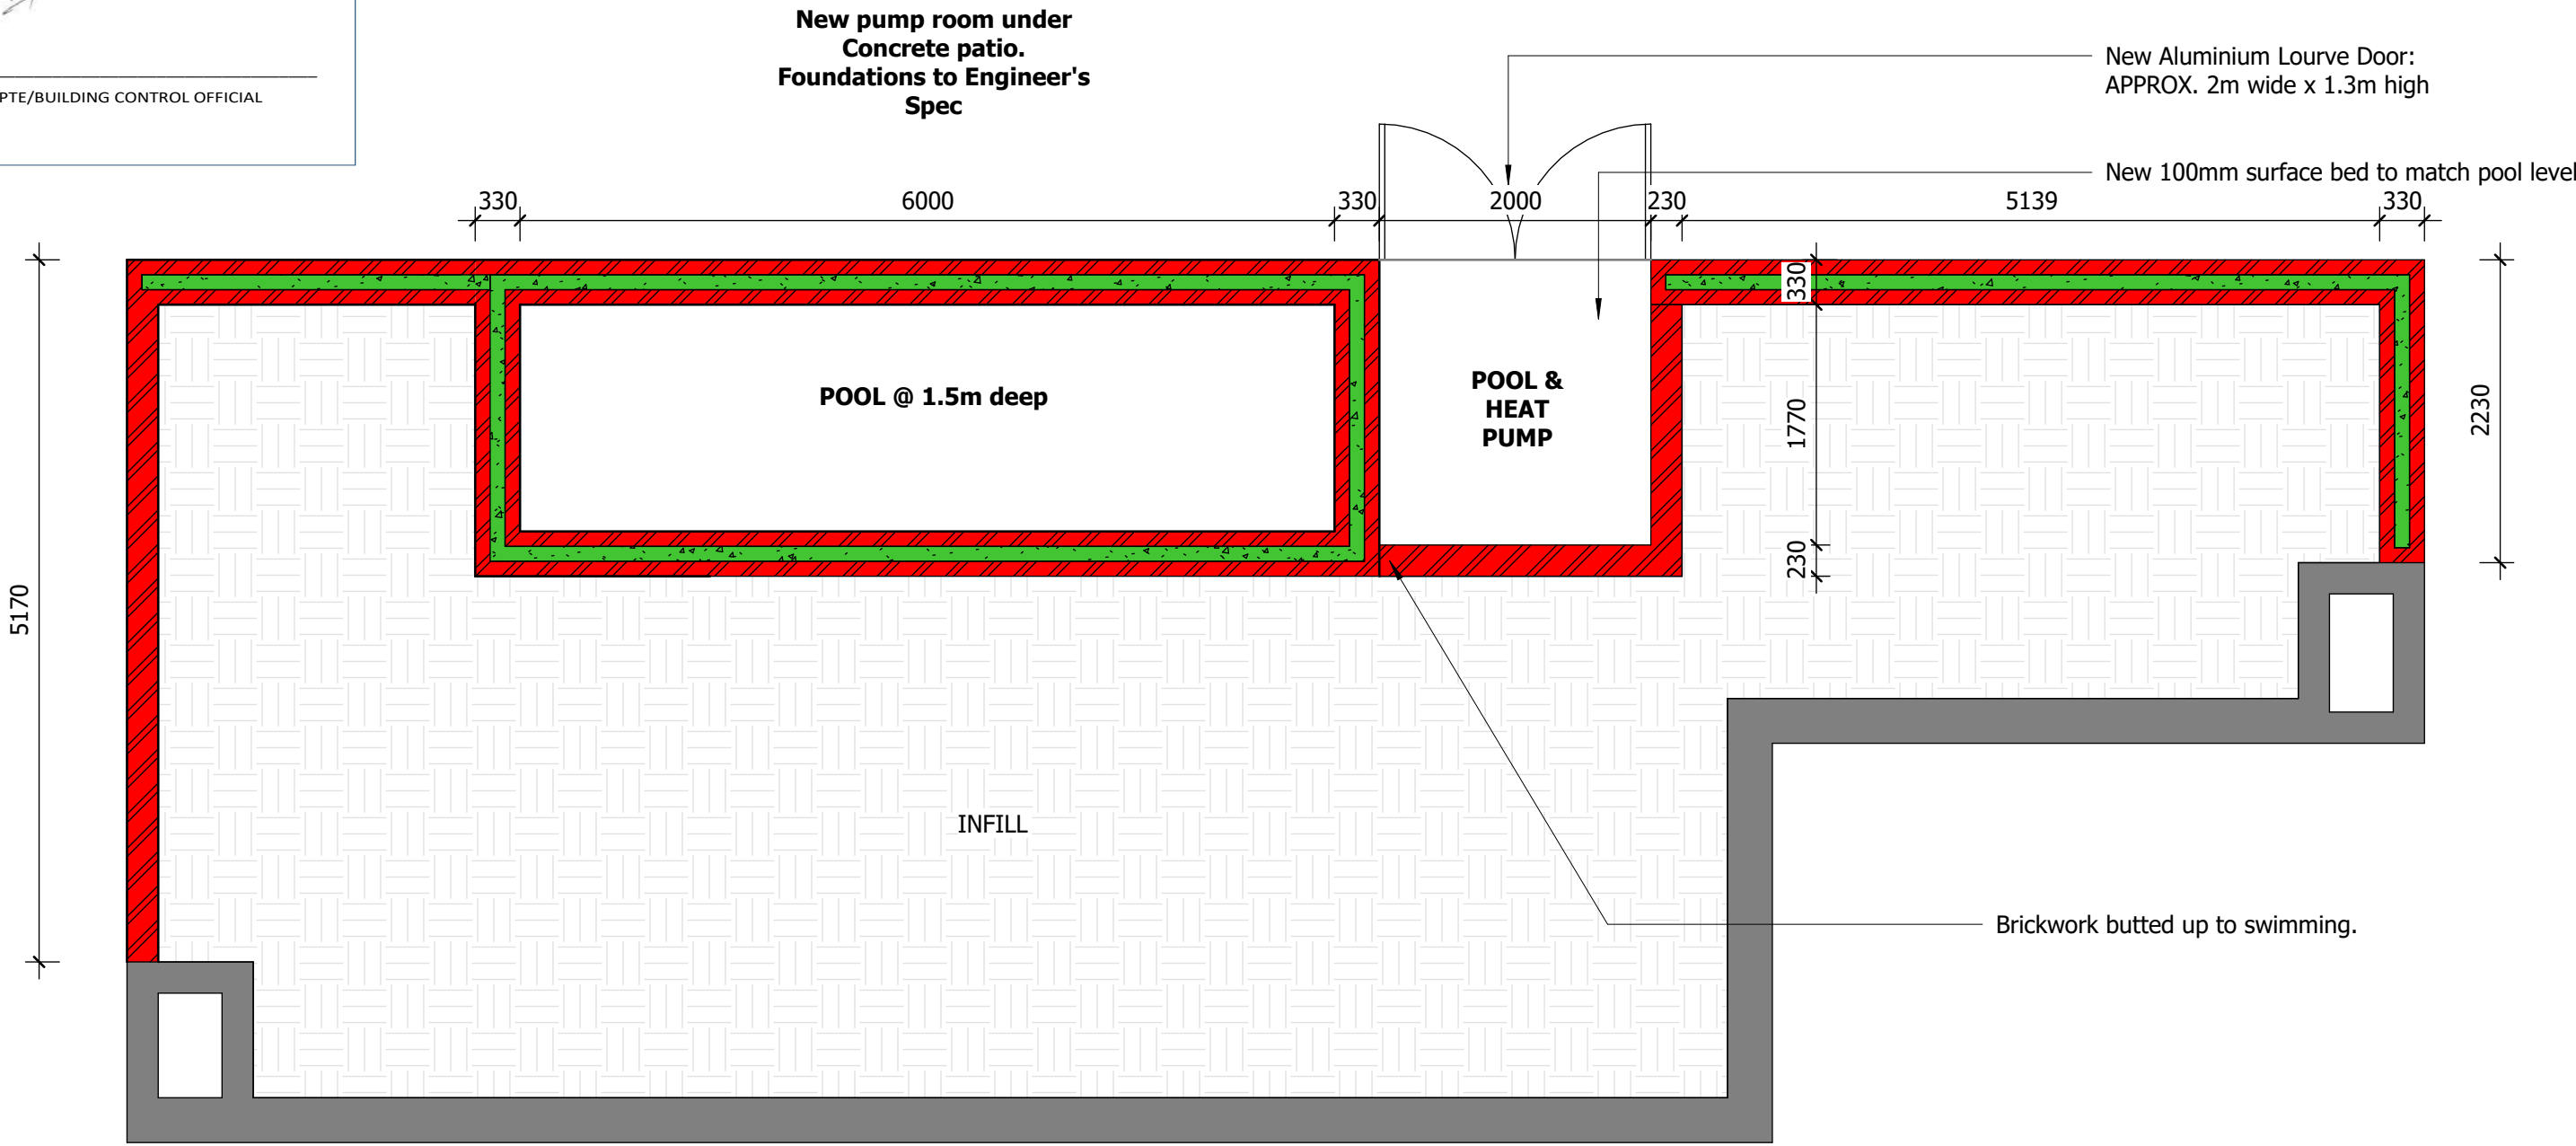 New pump room under
Concrete patio.
Foundations to Engineer's
Spec
PTE/BUILDING CONTROL OFFICIAL
New Aluminium Lourve Door:
APPROX. 2m wide x 1.3m high
New 100mm surface bed to match pool level
330
6000
330
2000
230
5139
330
330
1770
230
2230
5170
POOL @ 1.5m deep
POOL &
HEAT
PUMP
INFILL
Brickwork butted up to swimming.